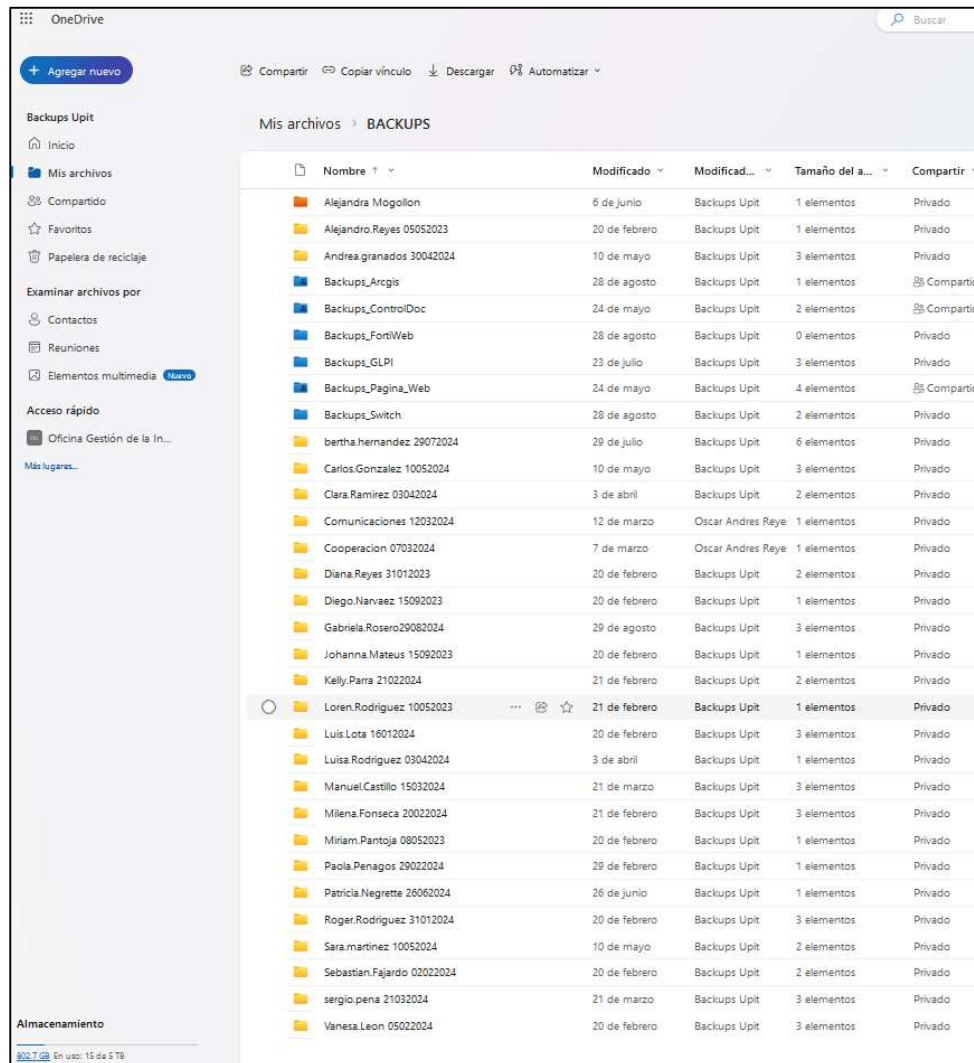 OneDrive
Buscar
Agregar nuevo
Compartir Copiar vínculo Descargar Automatizar
Backups Upit
Inicio
Mis archivos
Compartido
Favoritos
Papelera de reciclaje
Examinar archivos por
Contactos
Reuniones
Elementos multimedia Nuevo
Acceso rápido
Oficina Gestión de la In...
Más lugares...
Almacenamiento
802.7 GB En uso: 15 de 5 TB
Mis archivos > BACKUPS
Nombre Modificado Modificad... Tamaño del a... Compartir
Alejandra Mogollon 6 de junio Backups Upit 1 elementos Privado
Alejandro.Reyes 05052023 20 de febrero Backups Upit 1 elementos Privado
Andrea.granados 30042024 10 de mayo Backups Upit 3 elementos Privado
Backups_Arcgis 28 de agosto Backups Upit 1 elementos Compartid
Backups_ControlDoc 24 de mayo Backups Upit 2 elementos Compartid
Backups_FortiWeb 28 de agosto Backups Upit 0 elementos Privado
Backups_GLPI 23 de julio Backups Upit 3 elementos Privado
Backups_Pagina_Web 24 de mayo Backups Upit 4 elementos Compartid
Backups_Switch 28 de agosto Backups Upit 2 elementos Privado
bertha.hernandez 29072024 29 de julio Backups Upit 6 elementos Privado
Carlos.Gonzalez 10052024 10 de mayo Backups Upit 3 elementos Privado
Clara.Ramirez 03042024 3 de abril Backups Upit 2 elementos Privado
Comunicaciones 12032024 12 de marzo Oscar Andres Reye 1 elementos Privado
Cooperacion 07032024 7 de marzo Oscar Andres Reye 1 elementos Privado
Diana.Reyes 31012023 20 de febrero Backups Upit 2 elementos Privado
Diego.Narvaez 15092023 20 de febrero Backups Upit 1 elementos Privado
Gabriela.Rosero29082024 29 de agosto Backups Upit 3 elementos Privado
Johanna.Mateus 15092023 20 de febrero Backups Upit 1 elementos Privado
Kelly.Parra 21022024 21 de febrero Backups Upit 2 elementos Privado
Loren.Rodriguez 10052023 ... 21 de febrero Backups Upit 1 elementos Privado
Luis.Lota 16012024 20 de febrero Backups Upit 3 elementos Privado
Luisa.Rodriguez 03042024 3 de abril Backups Upit 1 elementos Privado
Manuel.Castillo 15032024 21 de marzo Backups Upit 3 elementos Privado
Milena.Fonseca 20022024 21 de febrero Backups Upit 3 elementos Privado
Miriam.Pantoja 08052023 20 de febrero Backups Upit 1 elementos Privado
Paola.Penagos 29022024 29 de febrero Backups Upit 1 elementos Privado
Patricia.Negrette 26062024 26 de junio Backups Upit 1 elementos Privado
Roger.Rodriguez 31012024 20 de febrero Backups Upit 3 elementos Privado
Sara.martinez 10052024 10 de mayo Backups Upit 2 elementos Privado
Sebastian.Fajardo 02022024 20 de febrero Backups Upit 2 elementos Privado
sergio.pena 21032024 21 de marzo Backups Upit 3 elementos Privado
Vanesa.Leon 05022024 20 de febrero Backups Upit 3 elementos Privado